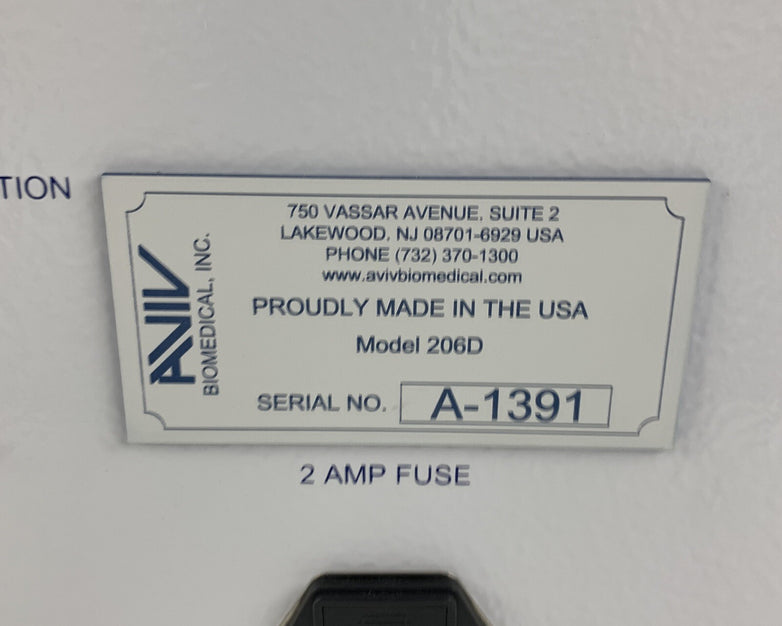 TION
750 VASSAR AVENUE, SUITE 2
LAKEWOOD, NJ 08701-6929 USA
PHONE (732) 370-1300
www.avivbiomedical.com
PROUDLY MADE IN THE USA
Model 206D
SERIAL NO. A-1391
AVIV
BIOMEDICAL, INC.
2 AMP FUSE